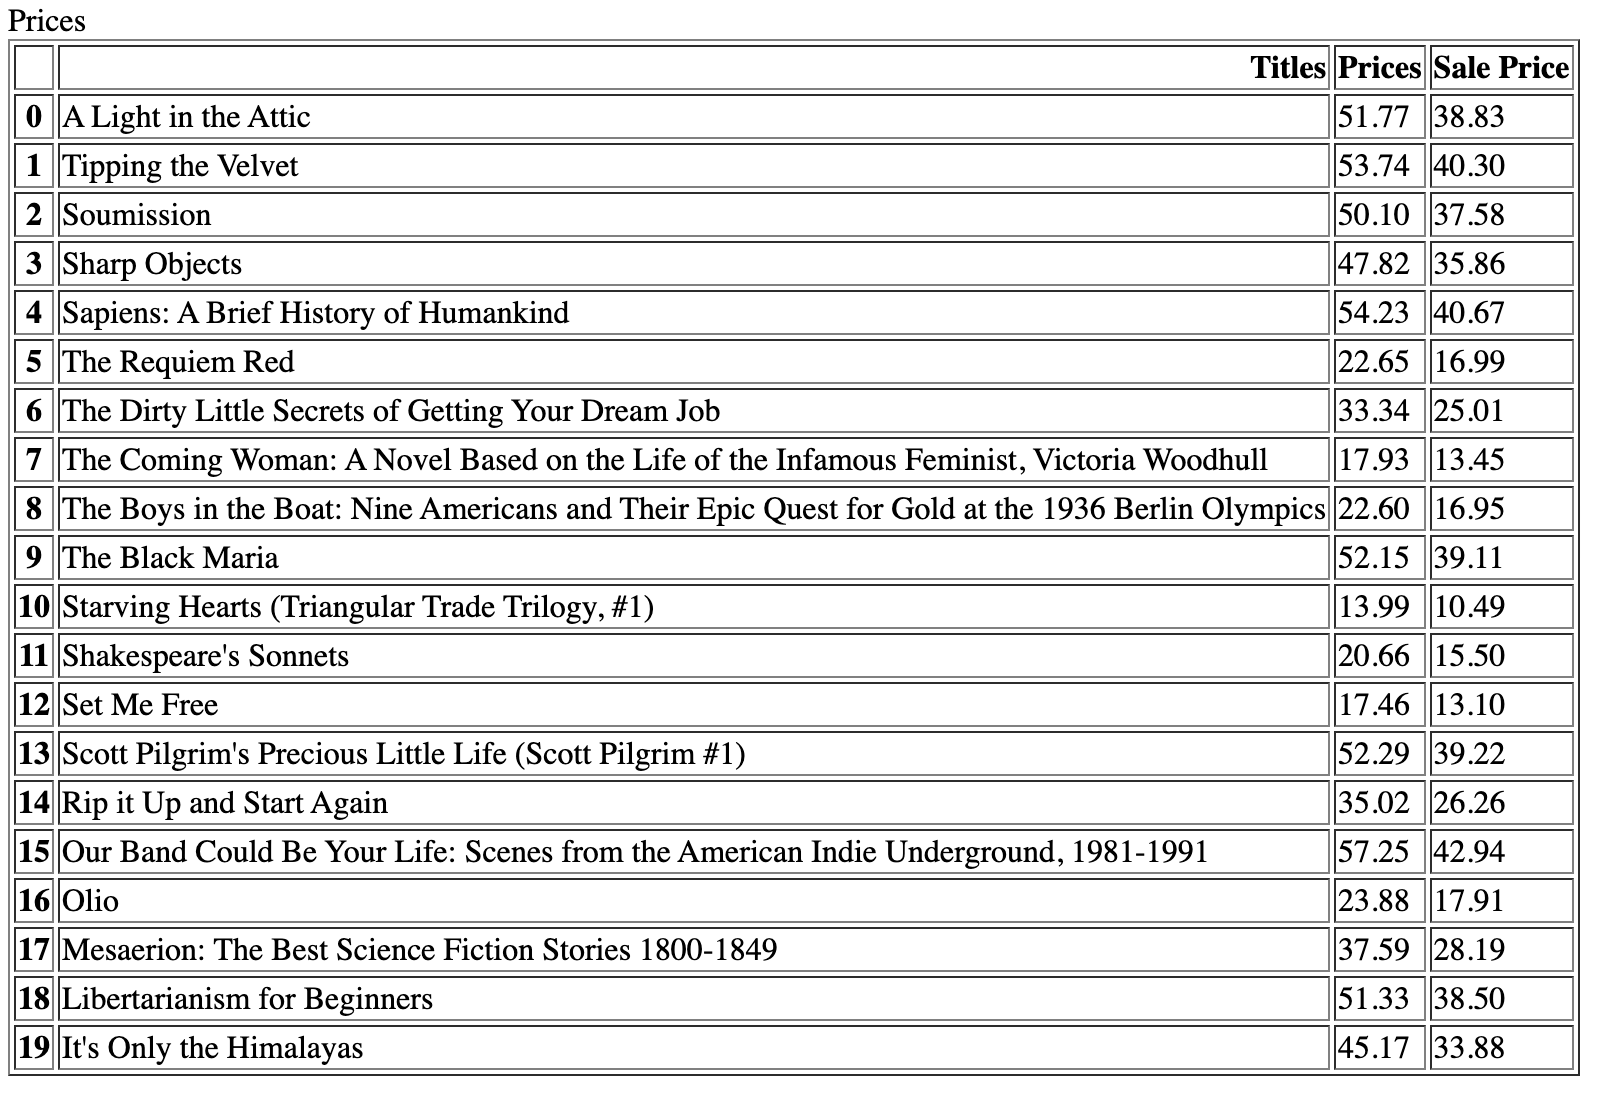 Prices
Titles Prices Sale Price
0 A Light in the Attic 51.77 38.83
1 Tipping the Velvet 53.74 40.30
2 Soumission 50.10 37.58
3 Sharp Objects 47.82 35.86
4 Sapiens: A Brief History of Humankind 54.23 40.67
5 The Requiem Red 22.65 16.99
6 The Dirty Little Secrets of Getting Your Dream Job 33.34 25.01
7 The Coming Woman: A Novel Based on the Life of the Infamous Feminist, Victoria Woodhull 17.93 13.45
8 The Boys in the Boat: Nine Americans and Their Epic Quest for Gold at the 1936 Berlin Olympics 22.60 16.95
9 The Black Maria 52.15 39.11
10 Starving Hearts (Triangular Trade Trilogy, #1) 13.99 10.49
11 Shakespeare's Sonnets 20.66 15.50
12 Set Me Free 17.46 13.10
13 Scott Pilgrim's Precious Little Life (Scott Pilgrim #1) 52.29 39.22
14 Rip it Up and Start Again 35.02 26.26
15 Our Band Could Be Your Life: Scenes from the American Indie Underground, 1981-1991 57.25 42.94
16 Olio 23.88 17.91
17 Mesaerion: The Best Science Fiction Stories 1800-1849 37.59 28.19
18 Libertarianism for Beginners 51.33 38.50
19 It's Only the Himalayas 45.17 33.88